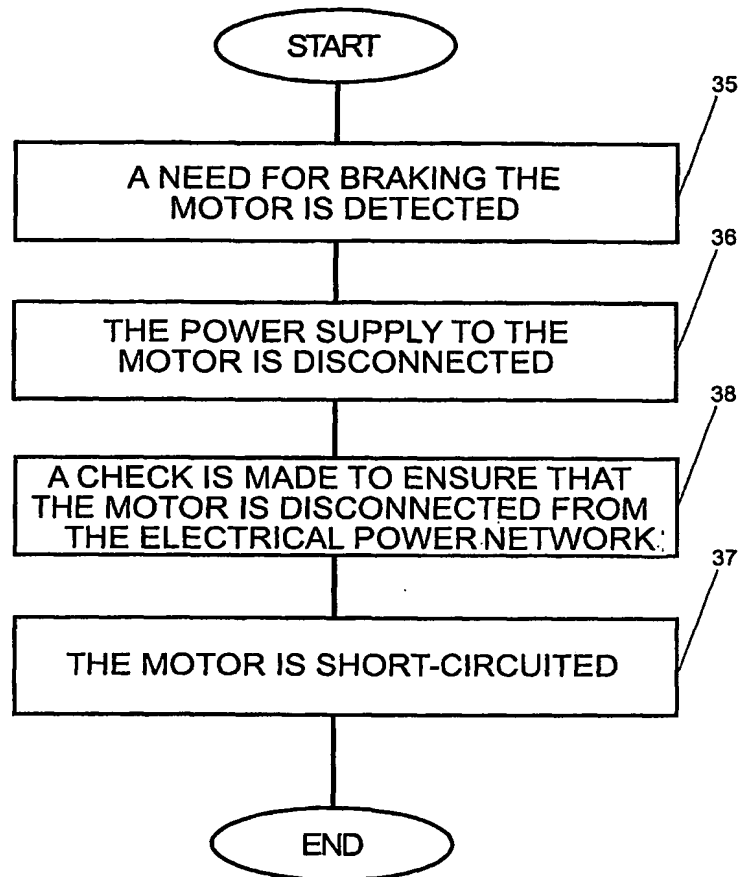 START
35
A NEED FOR BRAKING THE
MOTOR IS DETECTED
36
THE POWER SUPPLY TO THE
MOTOR IS DISCONNECTED
38
A CHECK IS MADE TO ENSURE THAT
THE MOTOR IS DISCONNECTED FROM
THE ELECTRICAL POWER NETWORK
37
THE MOTOR IS SHORT-CIRCUITED
END